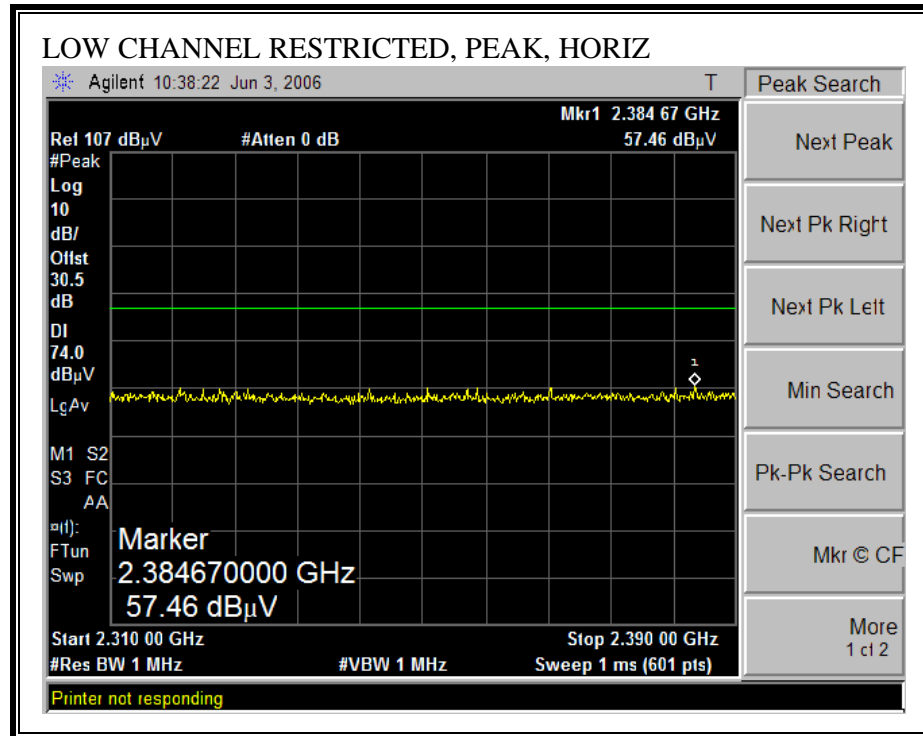 LOW CHANNEL RESTRICTED, PEAK, HORIZ
Agilent 10:38:22 Jun 3, 2006 T
Peak Search
Mkr1 2.384 67 GHz
Ref 107 dBµV #Atten 0 dB 57.46 dBµV
#Peak
Log
10
dB/
Offst
30.5
dB
DI
74.0
dBµV
LgAv
M1 S2
S3 FC
AA
¤(f):
FTun
Swp
1
Marker
2.384670000 GHz
57.46 dBµV
Start 2.310 00 GHz Stop 2.390 00 GHz
#Res BW 1 MHz #VBW 1 MHz Sweep 1 ms (601 pts)
Printer not responding
Next Peak
Next Pk Right
Next Pk Left
Min Search
Pk-Pk Search
Mkr © CF
More
1 of 2